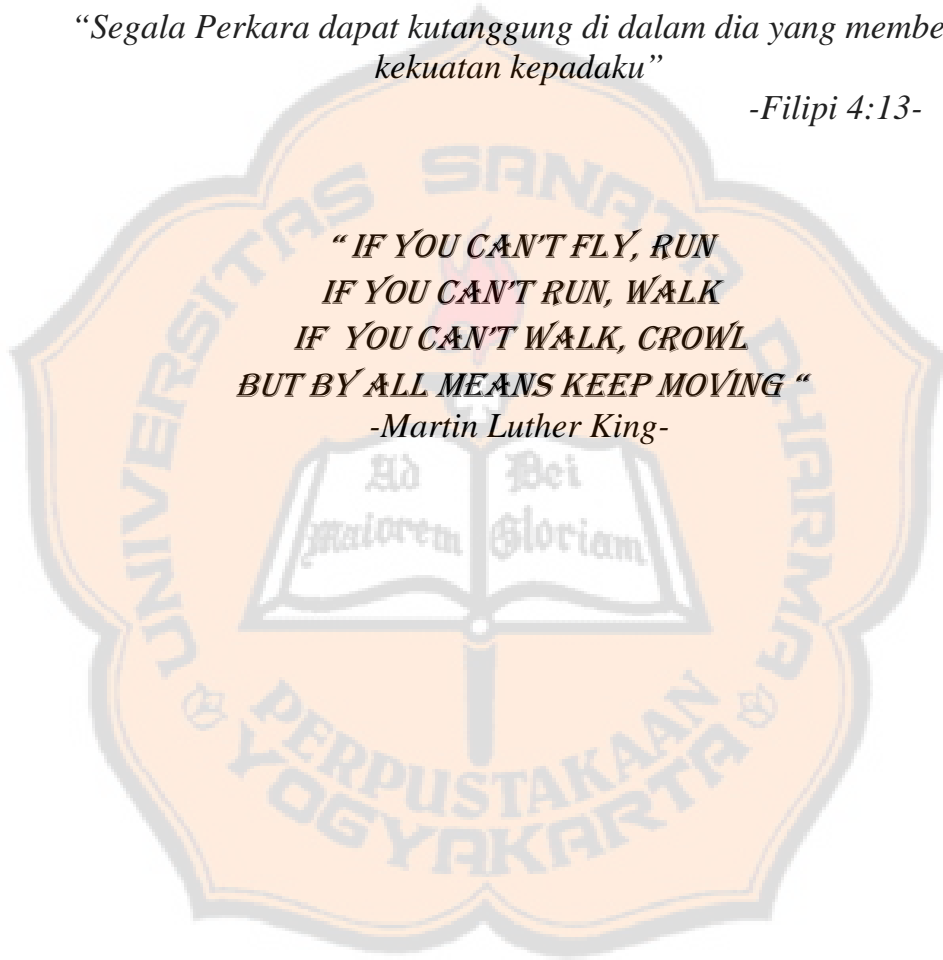 “Segala Perkara dapat kutanggung di dalam dia yang membe
kekuatan kepadaku”
-Filipi 4:13-
“ IF YOU CAN’T FLY, RUN
IF YOU CAN’T RUN, WALK
IF YOU CAN’T WALK, CROWL
BUT BY ALL MEANS KEEP MOVING “
-Martin Luther King-
UNIVERSITAS SANATA DHARMA
Ad Dei
Maiorem Gloriam
PERPUSTAKAAN
YOGYAKARTA